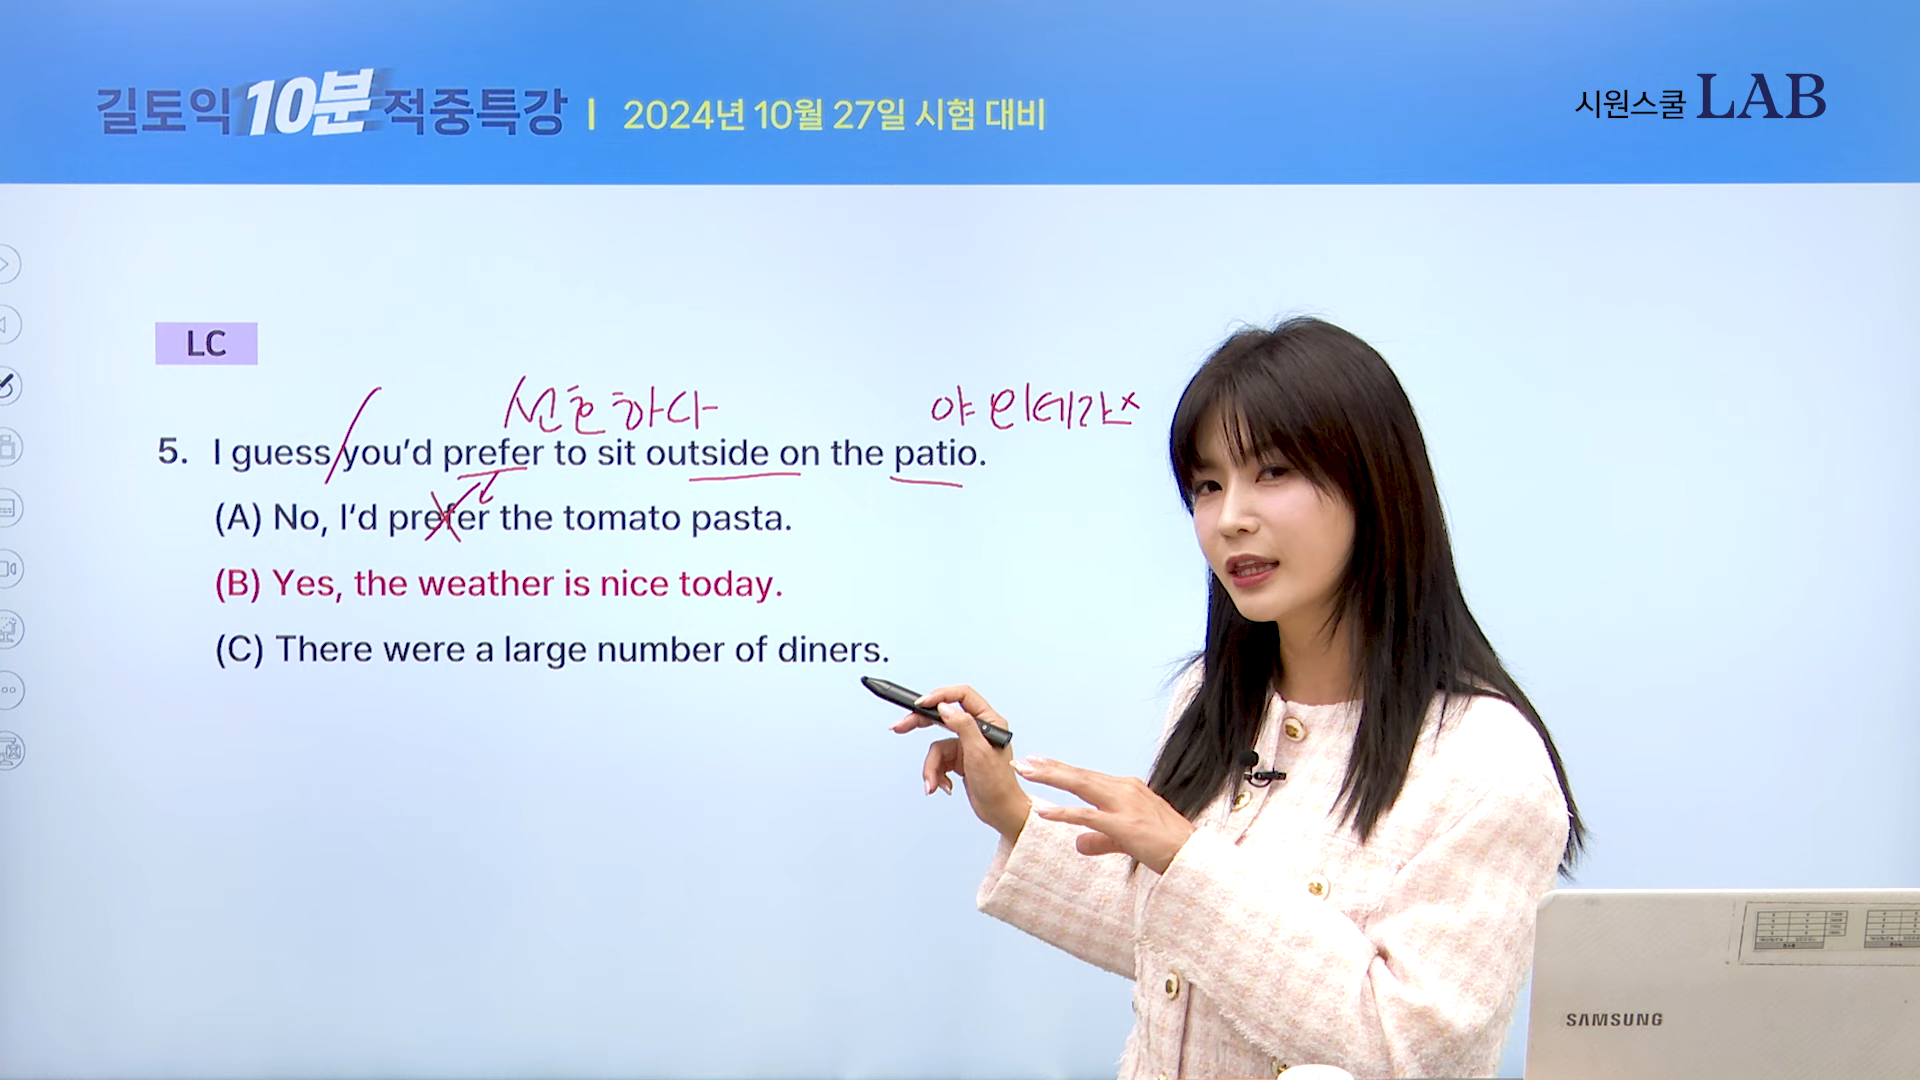 길토익 10분 적중특강 | 2024년 10월 27일 시험 대비
시원스쿨 LAB
LC
선호하다
야외테라스
5. I guess you'd prefer to sit outside on the patio.
(A) No, I'd prefer the tomato pasta.
(B) Yes, the weather is nice today.
(C) There were a large number of diners.
SAMSUNG